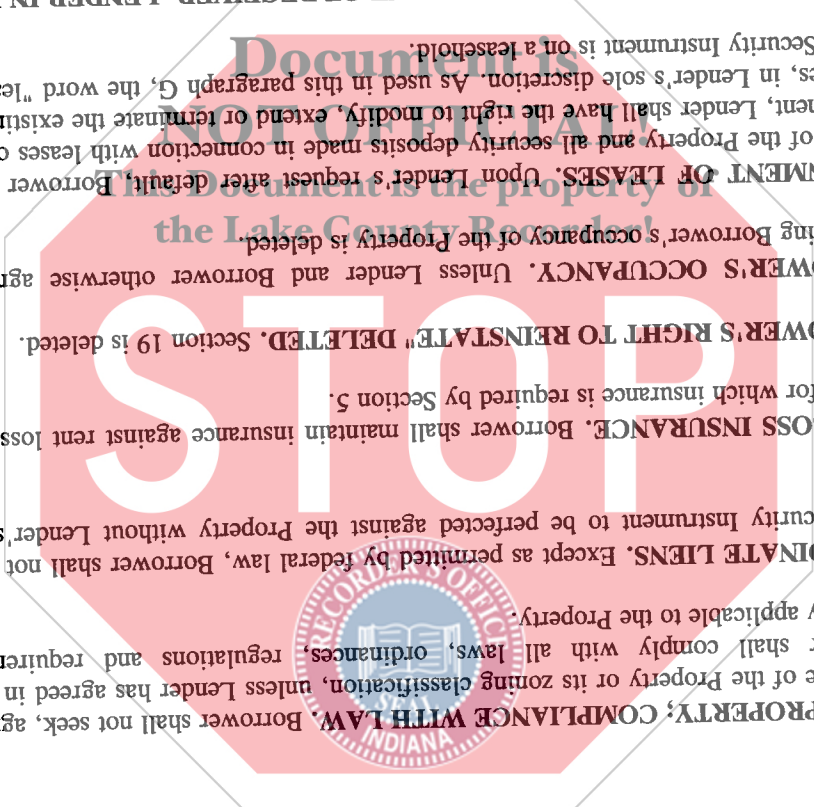 Document is
NOT OFFICIAL!
This Document is the property of
the Lake County Recorder!
STOP
RECORDER'S OFFICE
SEAL
INDIANA
PROPERTY; COMPLIANCE WITH LAW. Borrower shall not seek, ag
e of the Property or its zoning classification, unless Lender has agreed in
r shall comply with all laws, ordinances, regulations and requirem
y applicable to the Property.
DINATE LIENS. Except as permitted by federal law, Borrower shall not
curity Instrument to be perfected against the Property without Lender's
OSS INSURANCE. Borrower shall maintain insurance against rent loss
for which insurance is required by Section 5.
OWER'S RIGHT TO REINSTATE" DELETED. Section 19 is deleted.
OWER'S OCCUPANCY. Unless Lender and Borrower otherwise agr
ing Borrower's occupancy of the Property is deleted.
NMENT OF LEASES. Upon Lender's request after default, Borrower
of the Property and all security deposits made in connection with leases o
nent, Lender shall have the right to modify, extend or terminate the existin
es, in Lender's sole discretion. As used in this paragraph G, the word "lea
Security Instrument is on a leasehold.